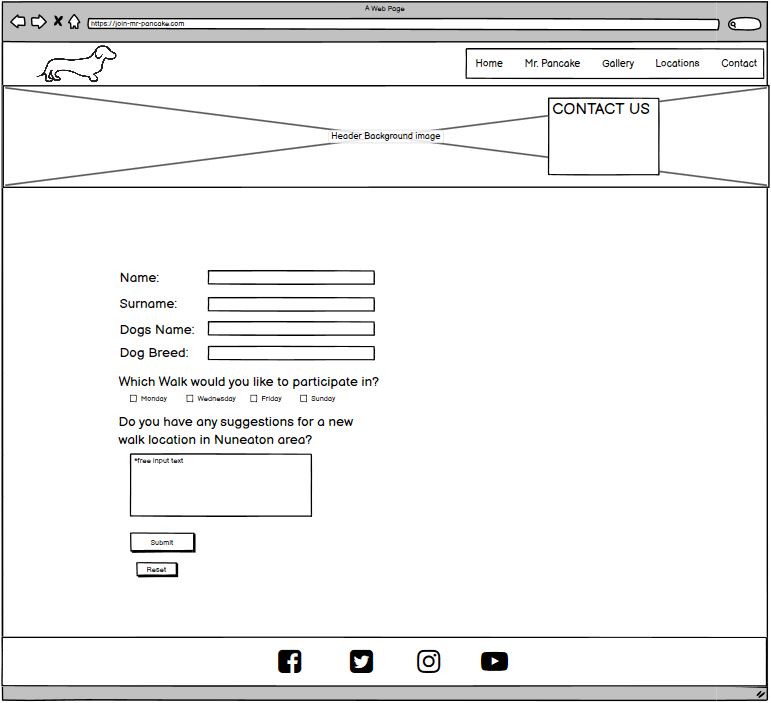 A Web Page
https://join-mr-pancake.com
Home Mr. Pancake Gallery Locations Contact
CONTACT US
Header Background image
Name:
Surname:
Dogs Name:
Dog Breed:
Which Walk would you like to participate in?
Monday Wednesday Friday Sunday
Do you have any suggestions for a new
walk location in Nuneaton area?
*free input text
Submit
Reset